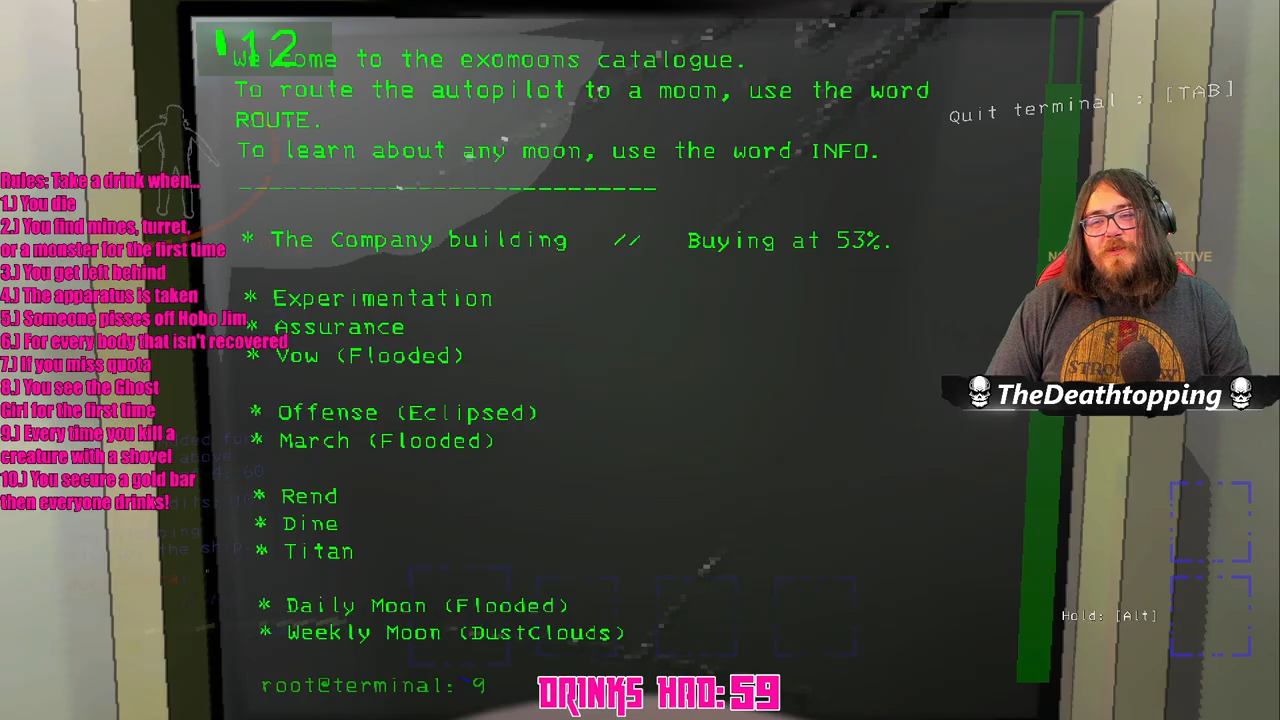 '12
Welcome to the exomoons catalogue.
To route the autopilot to a moon, use the word
ROUTE.
To learn about any moon, use the word INFO.
----------------------------
* The Company building // Buying at 53%.
* Experimentation
* Assurance
* Vow (Flooded)
* Offense (Eclipsed)
* March (Flooded)
* Rend
* Dine
* Titan
* Daily Moon (Flooded)
* Weekly Moon (DustClouds)
root@terminal: 9
Quit terminal : [TAB]
Rules: Take a drink when...
1.) You die
2.) You find mines, turret,
or a monster for the first time
3.) You get left behind
4.) The apparatus is taken
5.) Someone pisses off Hobo Jim
6.) For every body that isn't recovered
7.) If you miss quota
8.) You see the Ghost
Girl for the first time
9.) Every time you kill a
creature with a shovel
10.) You secure a gold bar
then everyone drinks!
TheDeathtopping
Hold: [Alt]
DRINKS HAD: 59